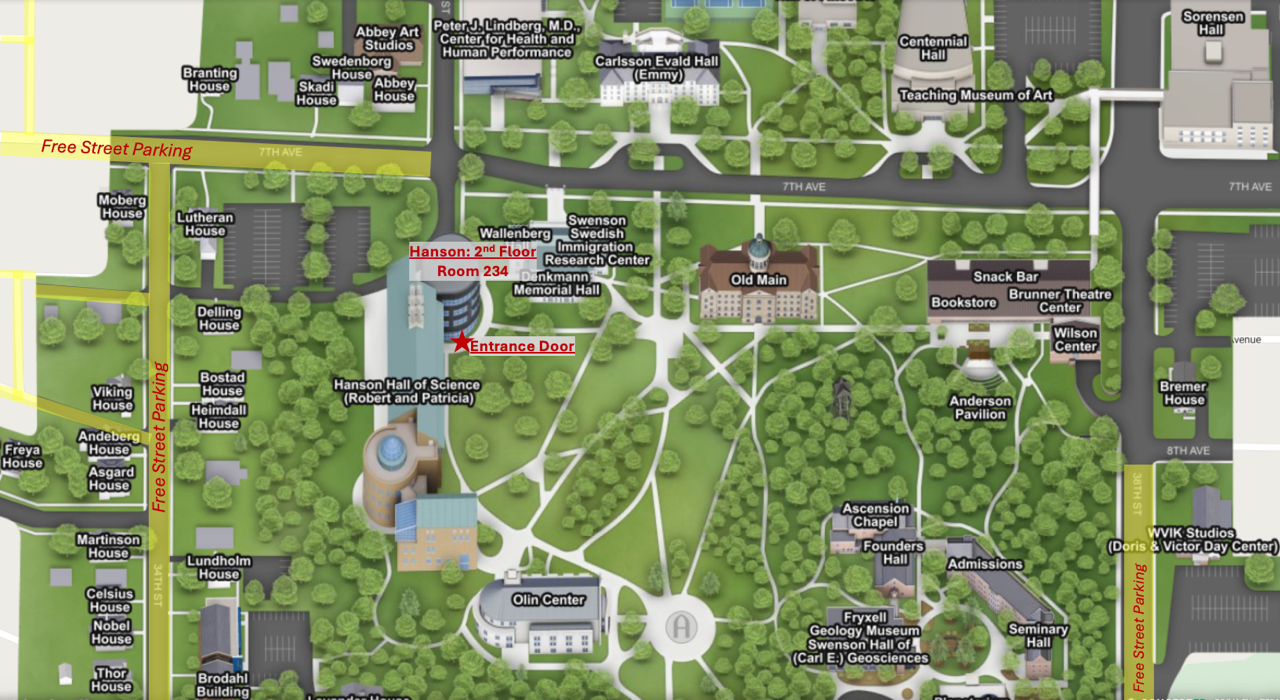 Abbey Art
Studios
Peter J. Lindberg, M.D.,
Center for Health and
Human Performance
Carlsson Evald Hall
(Emmy)
Centennial
Hall
Sorensen
Hall
Swedenborg
House
Branting
House
Skadi
House
Abbey
House
Teaching Museum of Art
Free Street Parking
7TH AVE
7TH AVE
7TH AVE
Moberg
House
Lutheran
House
Wallenberg
Swenson
Swedish
Immigration
Research Center
Hanson: 2nd Floor
Room 234
Denkmann
Memorial Hall
Old Main
Snack Bar
Bookstore
Brunner Theatre
Center
Delling
House
Entrance Door
Wilson
Center
Avenue
Hanson Hall of Science
(Robert and Patricia)
Bostad
House
Heimdall
House
Viking
House
Anderson
Pavilion
Bremer
House
Free Street Parking
Freya
House
Andeberg
House
Asgard
House
8TH AVE
38TH ST
Ascension
Chapel
WVIK Studios
(Doris & Victor Day Center)
Martinson
House
Founders
Hall
Admissions
Lundholm
House
34TH ST
Celsius
House
Nobel
House
Olin Center
A
Fryxell
Geology Museum
Swenson Hall of
(Carl E.) Geosciences
Seminary
Hall
Free Street Parking
Thor
House
Brodahl
Building